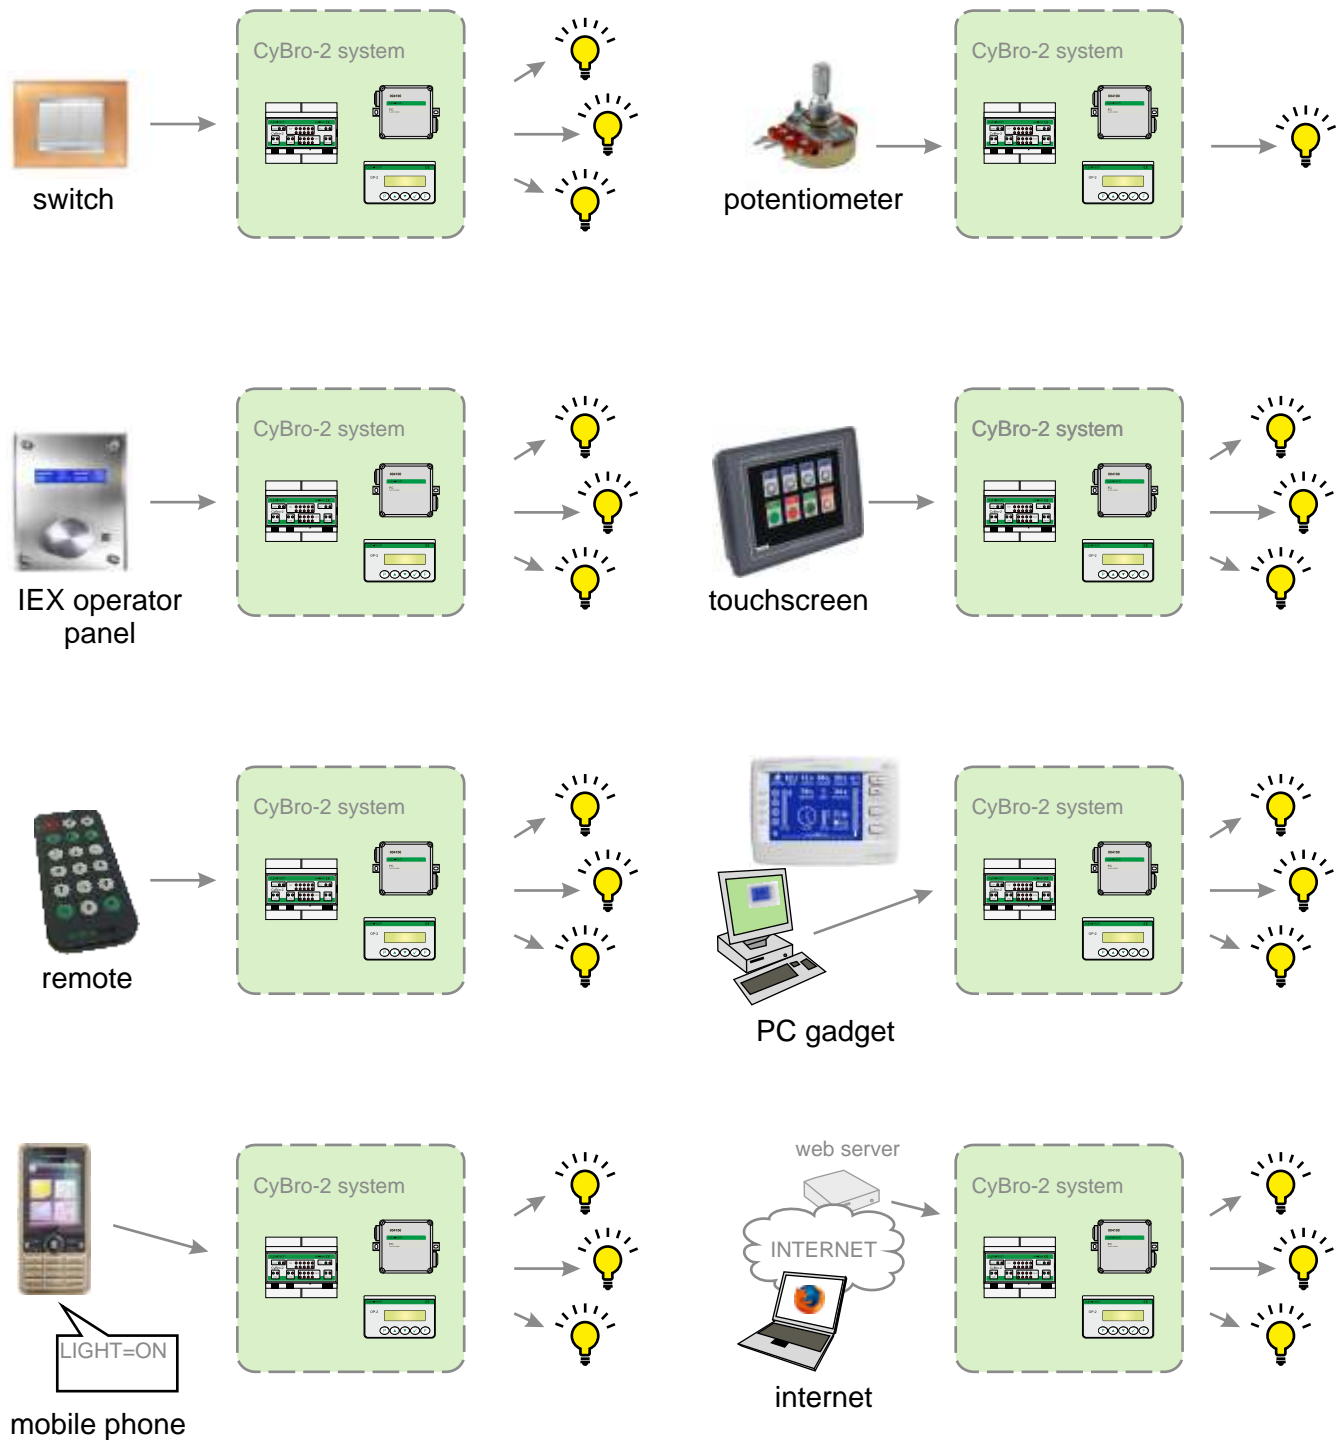 CyBro-2 system
switch
CyBro-2 system
potentiometer
CyBro-2 system
IEX operator
panel
CyBro-2 system
touchscreen
CyBro-2 system
remote
CyBro-2 system
PC gadget
CyBro-2 system
LIGHT=ON
mobile phone
web server
INTERNET
CyBro-2 system
internet